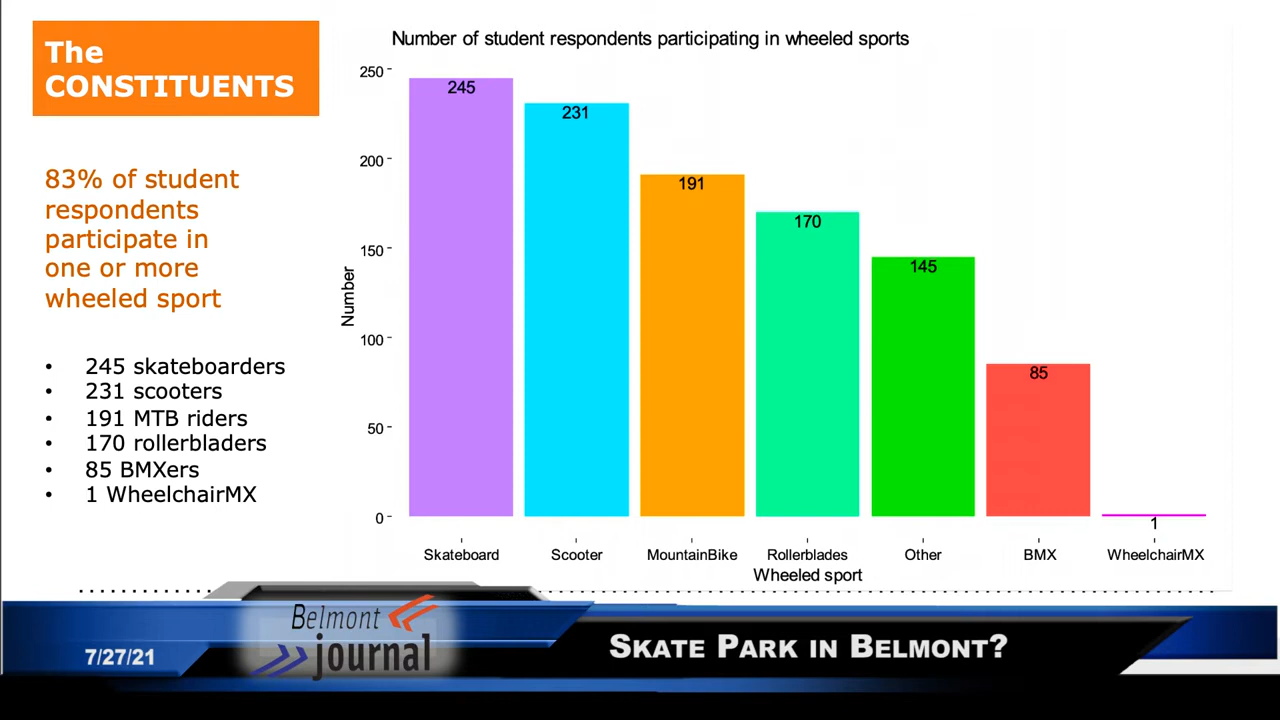 The
CONSTITUENTS
83% of student
respondents
participate in
one or more
wheeled sport
• 245 skateboarders
• 231 scooters
• 191 MTB riders
• 170 rollerbladers
• 85 BMXers
• 1 WheelchairMX
Number of student respondents participating in wheeled sports
Number
250
200
150
100
50
0
245
231
191
170
145
85
1
Skateboard
Scooter
MountainBike
Rollerblades
Other
BMX
WheelchairMX
Wheeled sport
7/27/21
Belmont
journal
SKATE PARK IN BELMONT?